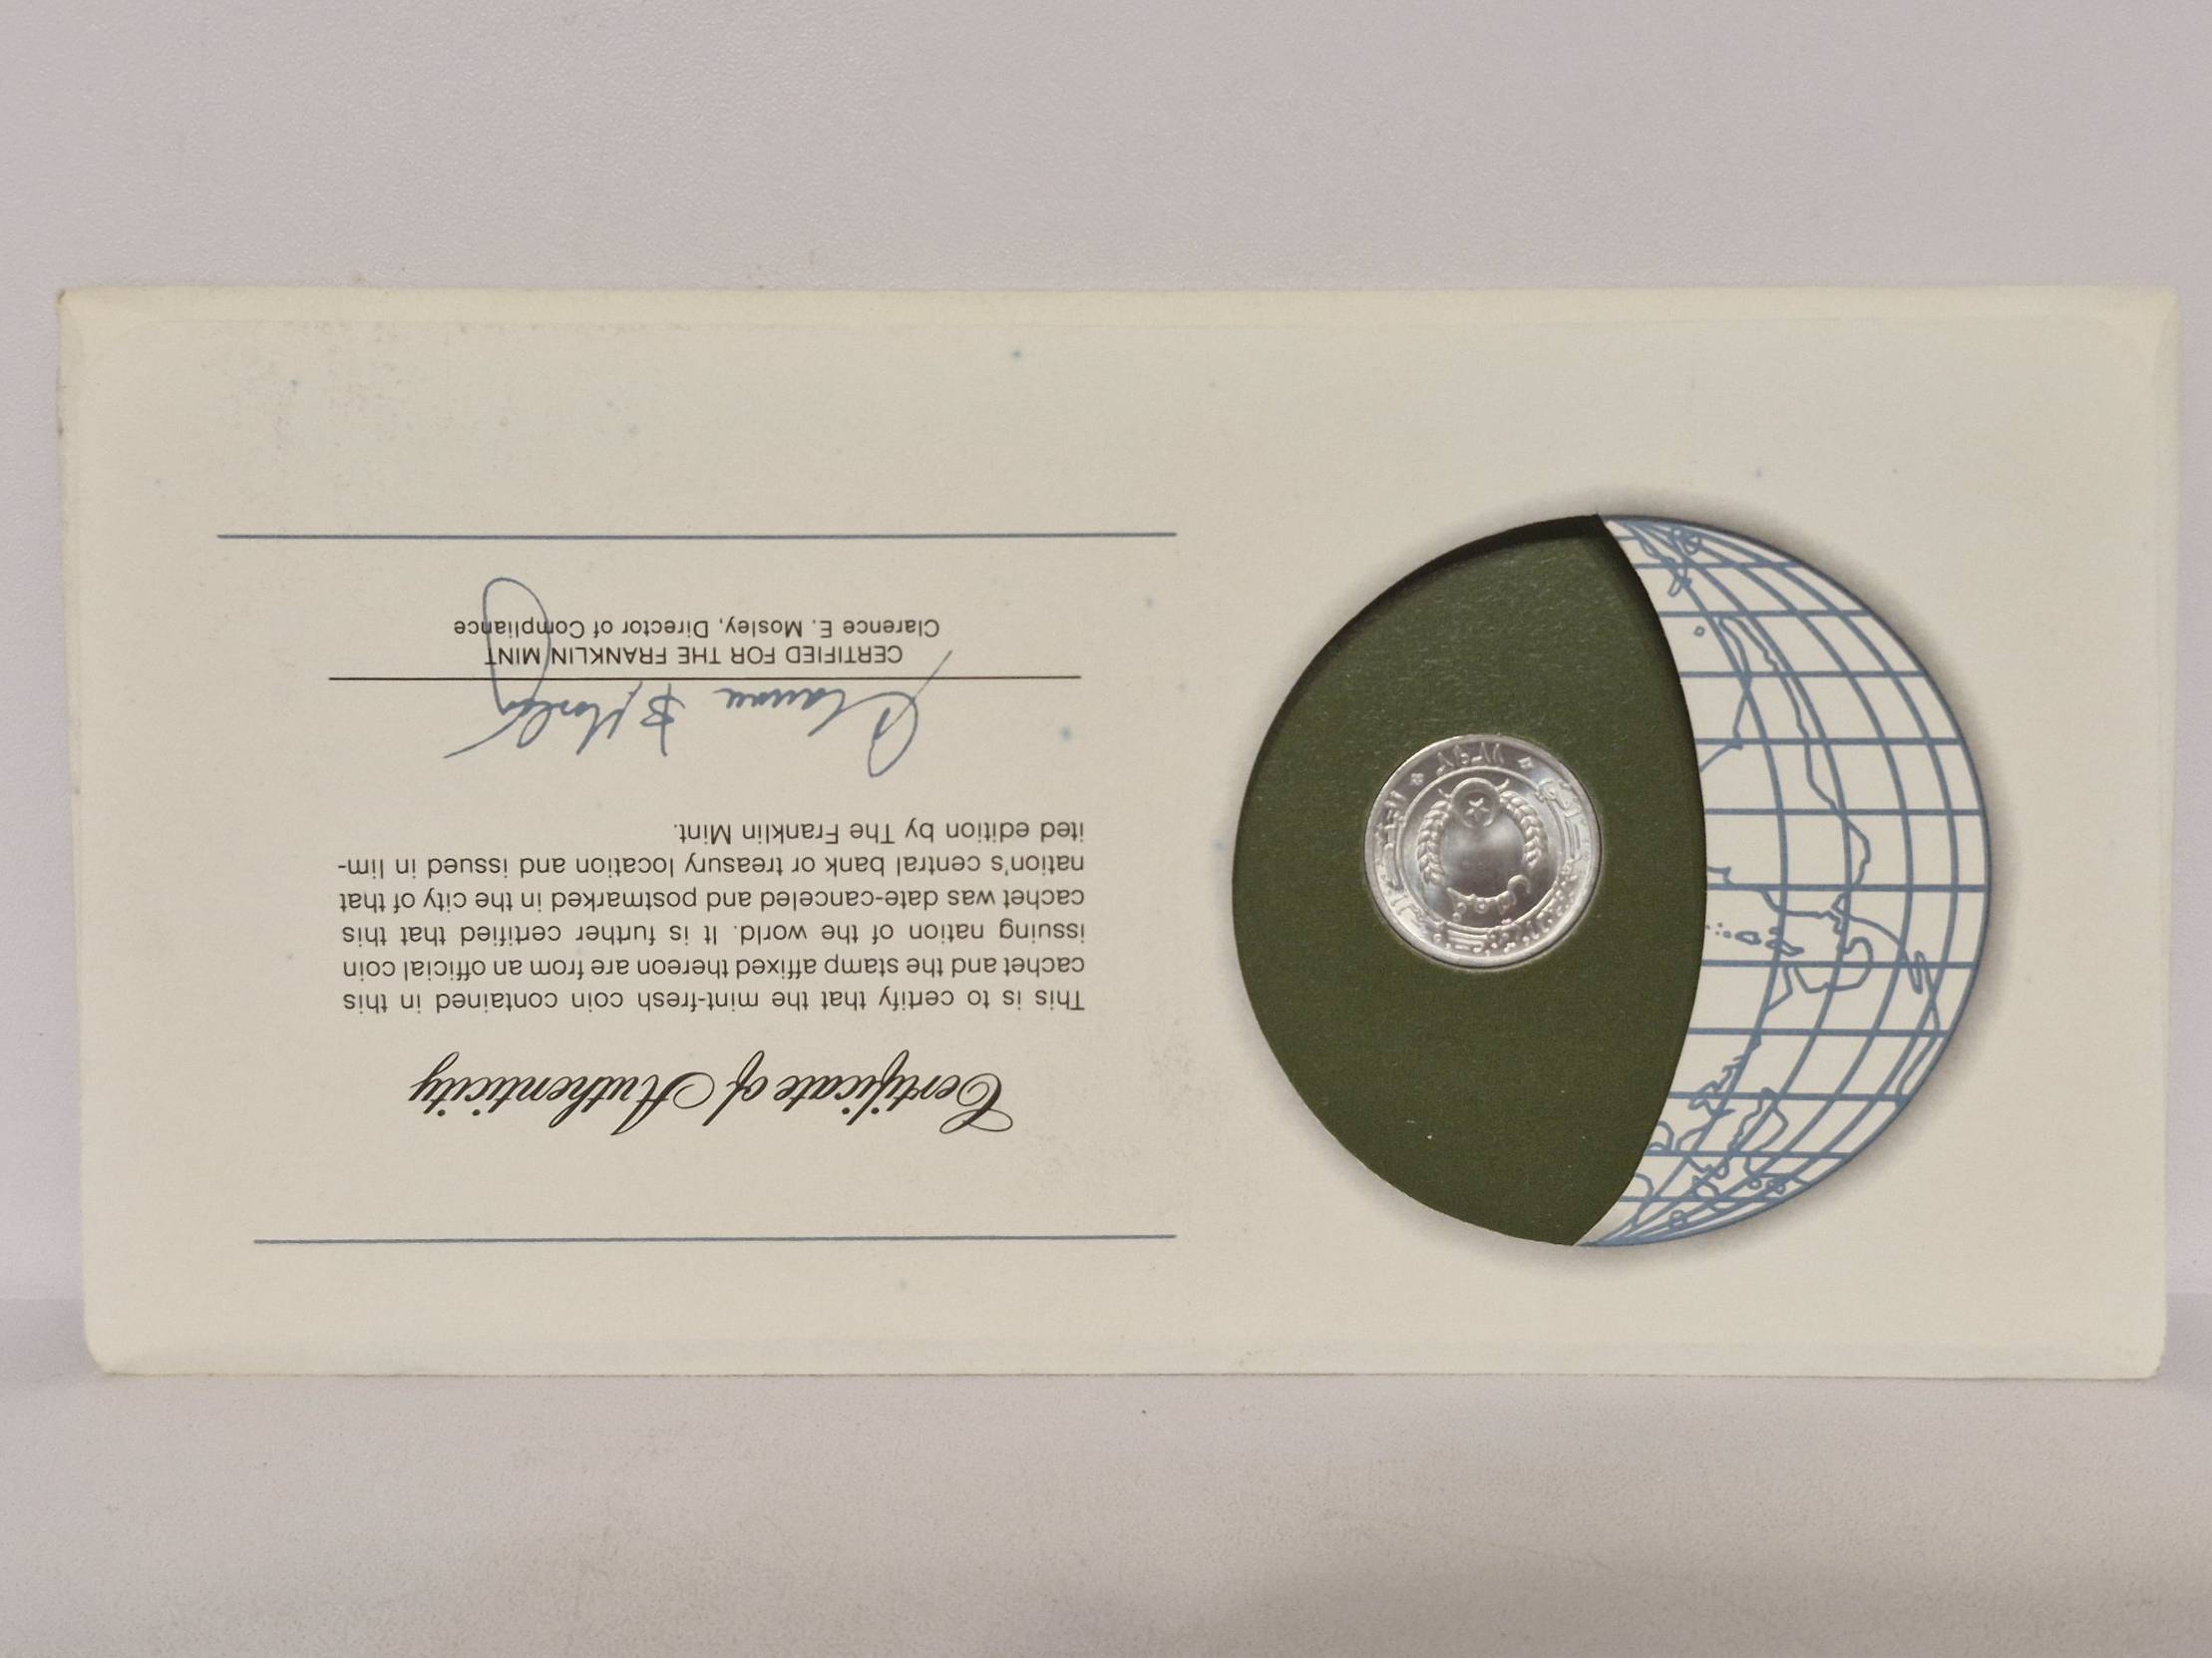 Certificate of Authenticity
This is to certify that the mint-fresh coin contained in this
cachet and the stamp affixed thereon are from an official coin
issuing nation of the world. It is further certified that this
cachet was date-canceled and postmarked in the city of that
nation's central bank or treasury location and issued in lim-
ited edition by The Franklin Mint.
CERTIFIED FOR THE FRANKLIN MINT
Clarence E. Mosley, Director of Compliance